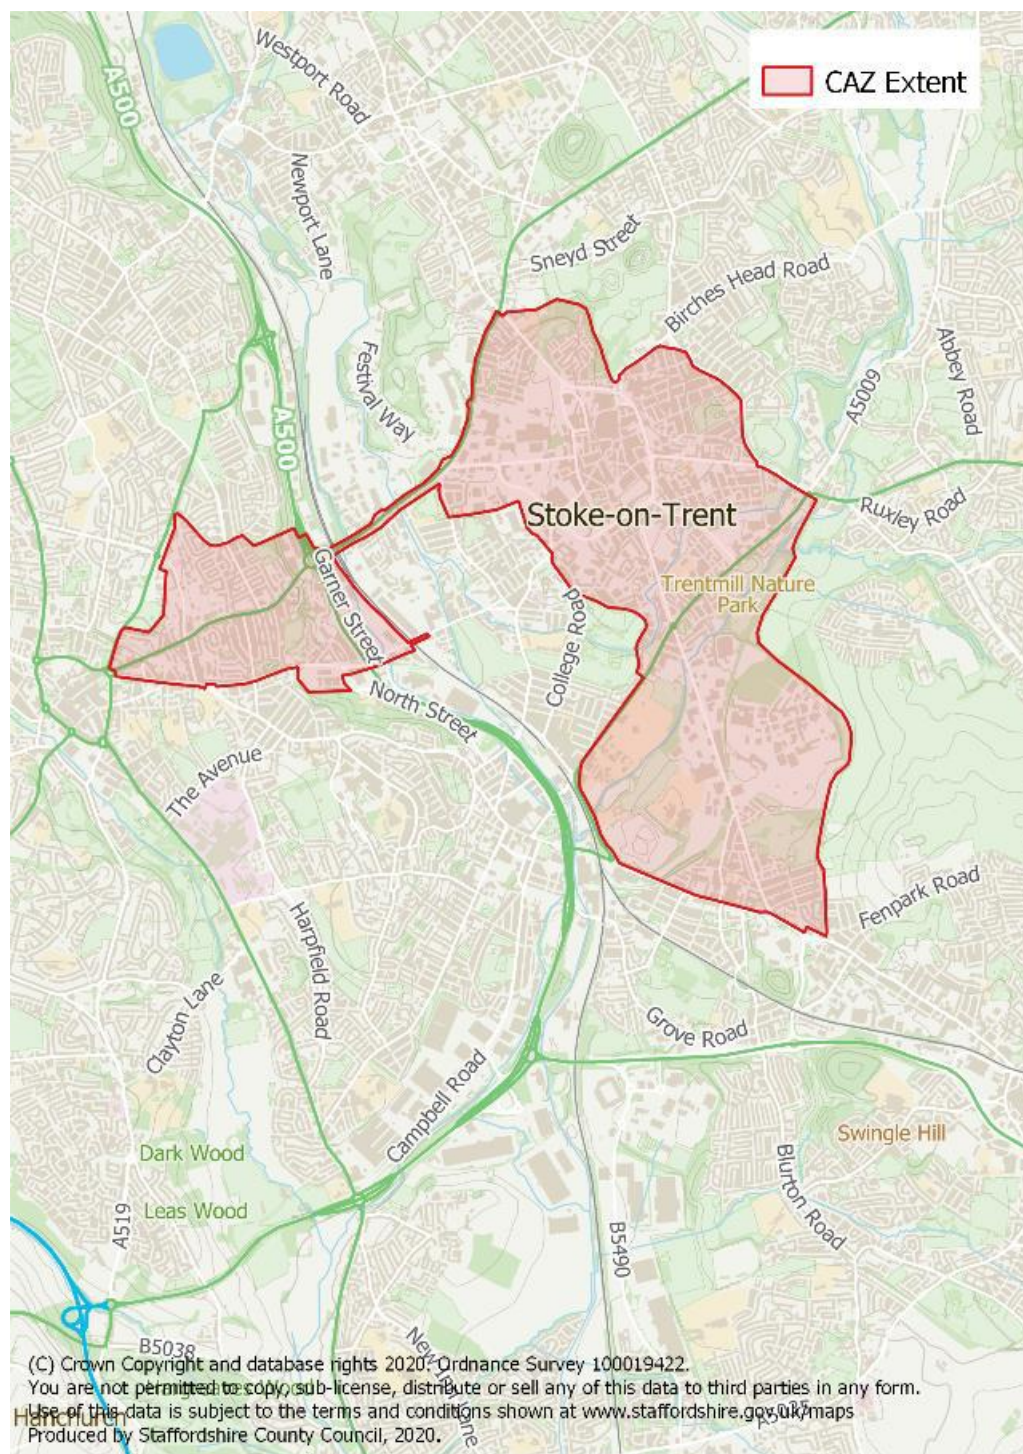 A500
Westport Road
CAZ Extent
Newport Lane
Sneyd Street
Birches Head Road
Festival Way
Abbey Road
A5009
A500
Ruxley Road
Stoke-on-Trent
Garner Street
Trentmill Nature
Park
College Road
North Street
The Avenue
Fenpark Road
Harpfield Road
Clayton Lane
Grove Road
Campbell Road
Swingle Hill
Dark Wood
Blurton Road
Leas Wood
A519
B5490
B5038
(C) Crown Copyright and database rights 2020. Ordnance Survey 100019422.
You are not permitted to copy, sub-license, distribute or sell any of this data to third parties in any form.
Hanchurch
Use of this data is subject to the terms and conditions shown at www.staffordshire.gov.uk/maps
A5035
Produced by Staffordshire County Council, 2020.